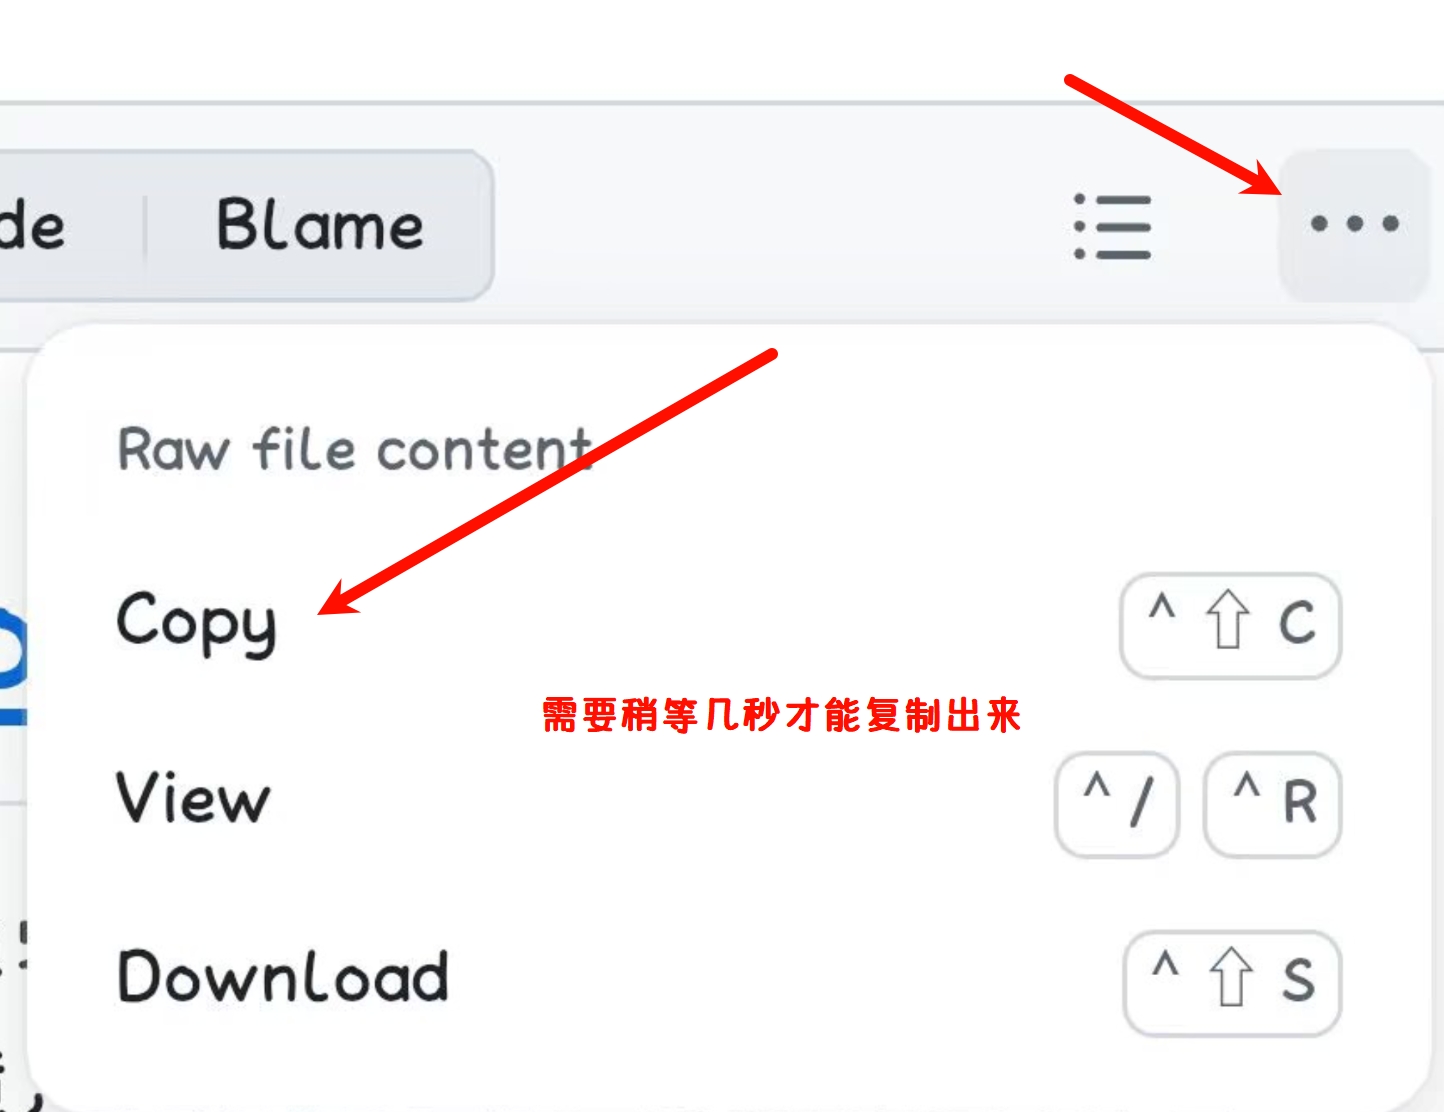 de Blame
Raw file content
Copy ^ ⇧ C
需要稍等几秒才能复制出来
View ^ / ^ R
Download ^ ⇧ S